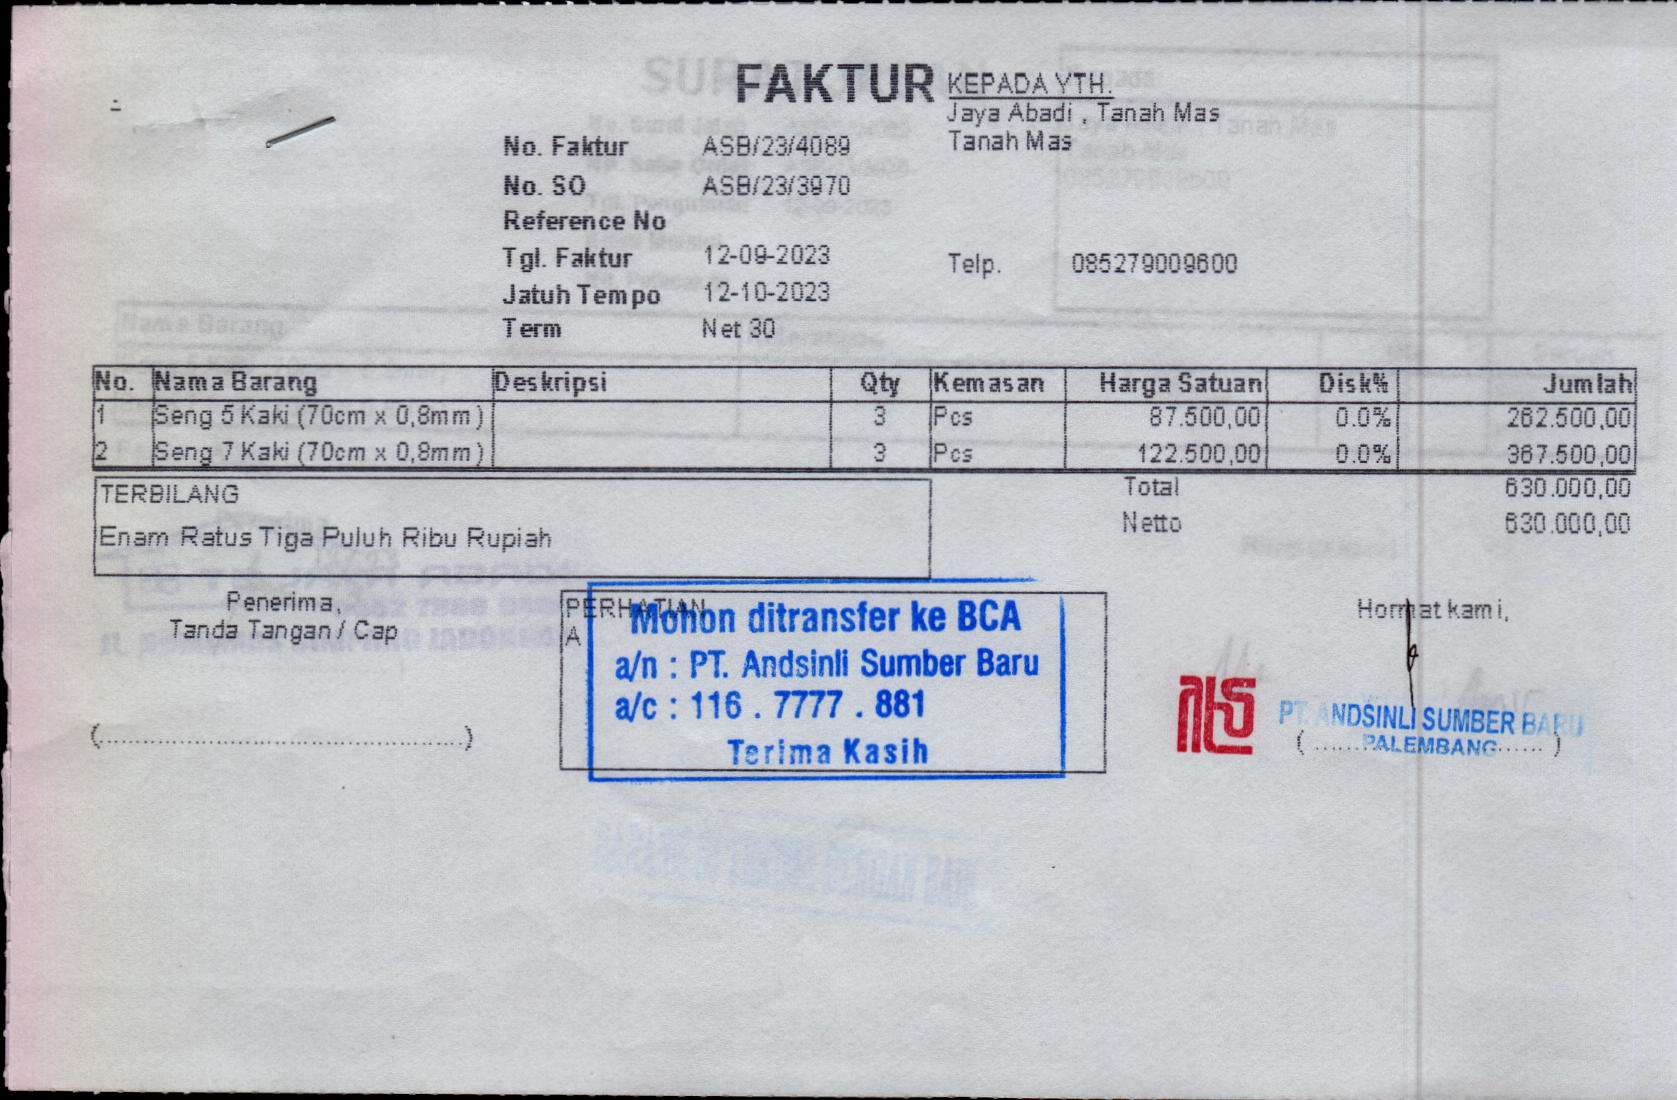 FAKTUR
KEPADA YTH.
Jaya Abadi , Tanah Mas
Tanah Mas
No. Faktur ASB/23/4089
No. SO ASB/23/3970
Reference No
Tgl. Faktur 12-09-2023
Telp. 085279009600
Jatuh Tempo 12-10-2023
Term Net 30
No. Nama Barang Deskripsi Qty Kemasan Harga Satuan Disk% Jumlah
1 Seng 5 Kaki (70cm x 0,8mm) 3 Pcs 87.500,00 0.0% 262.500,00
2 Seng 7 Kaki (70cm x 0,8mm) 3 Pcs 122.500,00 0.0% 367.500,00
TERBILANG
Enam Ratus Tiga Puluh Ribu Rupiah
Total 630.000,00
Netto 630.000,00
Penerima,
Tanda Tangan / Cap
(..............................................)
PERHATIAN
A
Mohon ditransfer ke BCA
a/n : PT. Andsinli Sumber Baru
a/c : 116 . 7777 . 881
Terima Kasih
Hormat kami,
PT. ANDSINLI SUMBER BARU
PALEMBANG